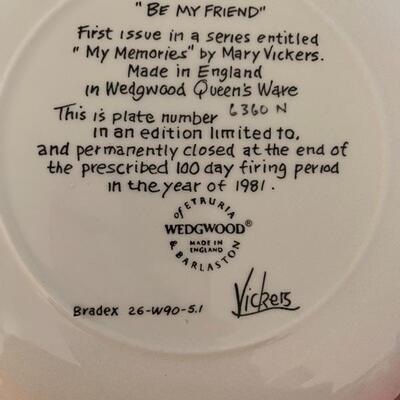 "BE MY FRIEND"
First issue in a series entitled
"My Memories" by Mary Vickers.
Made in England
in Wedgwood Queen's Ware
This is plate number 6360 N
in an edition limited to,
and permanently closed at the end of
the prescribed 100 day firing period
in the year of 1981.
of ETRURIA
WEDGWOOD®
MADE IN
ENGLAND
& BARLASTON
Bradex 26-W90-5.1
Vickers